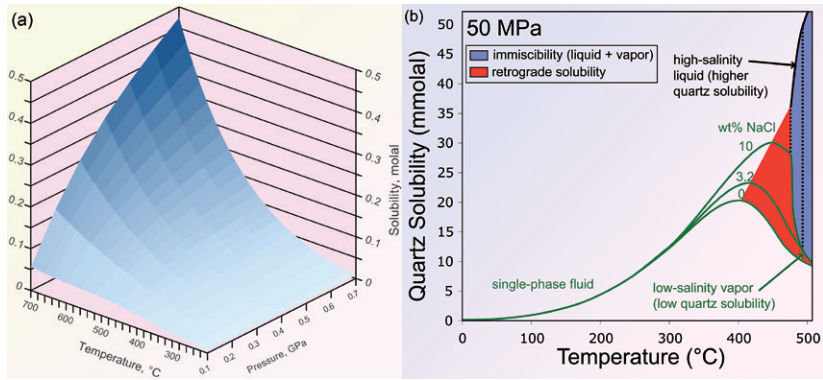 (a)
0.5
0.4
0.3
0.2
0.1
0
700
600
500
400
300
Temperature, °C
0.1
0.2
0.3
0.4
0.5
0.6
0.7
Pressure, GPa
0.5
0.4
0.3
0.2
0.1
0
Solubility, molal
(b)
50 MPa
immiscibility (liquid + vapor)
retrograde solubility
high-salinity
liquid (higher
quartz solubility)
wt% NaCl
10
3.2
0
single-phase fluid
low-salinity vapor
(low quartz solubility)
50
45
40
35
30
25
20
15
10
5
0
Quartz Solubility (mmolal)
0
100
200
300
400
500
Temperature (°C)